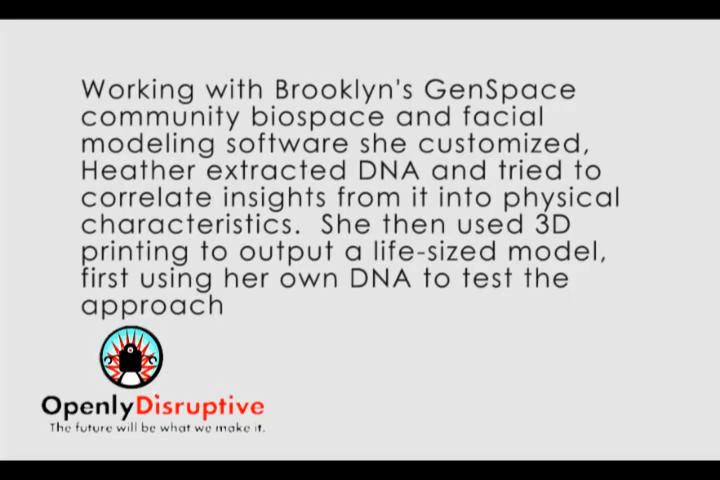 Working with Brooklyn's GenSpace
community biospace and facial
modeling software she customized,
Heather extracted DNA and tried to
correlate insights from it into physical
characteristics.  She then used 3D
printing to output a life-sized model,
first using her own DNA to test the
approach
OpenlyDisruptive
The future will be what we make it.